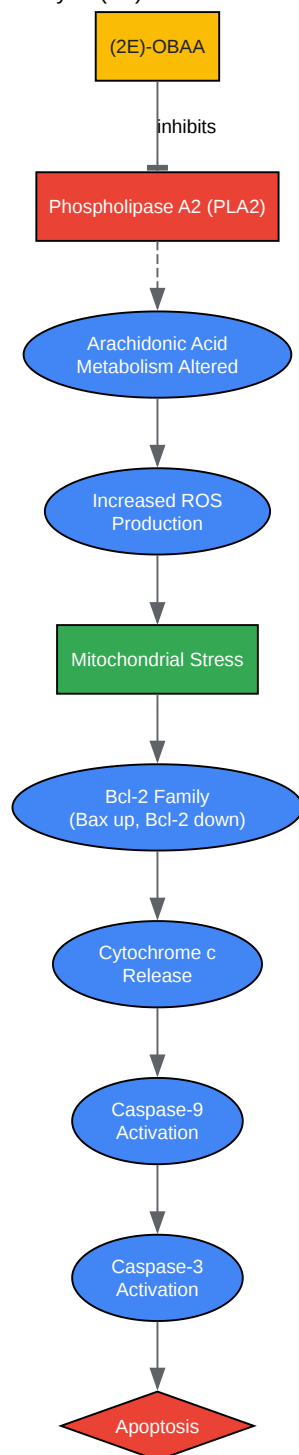 (2E)-OBAA
inhibits
Phospholipase A2 (PLA2)
Arachidonic Acid
Metabolism Altered
Increased ROS
Production
Mitochondrial Stress
Bcl-2 Family
(Bax up, Bcl-2 down)
Cytochrome c
Release
Caspase-9
Activation
Caspase-3
Activation
Apoptosis